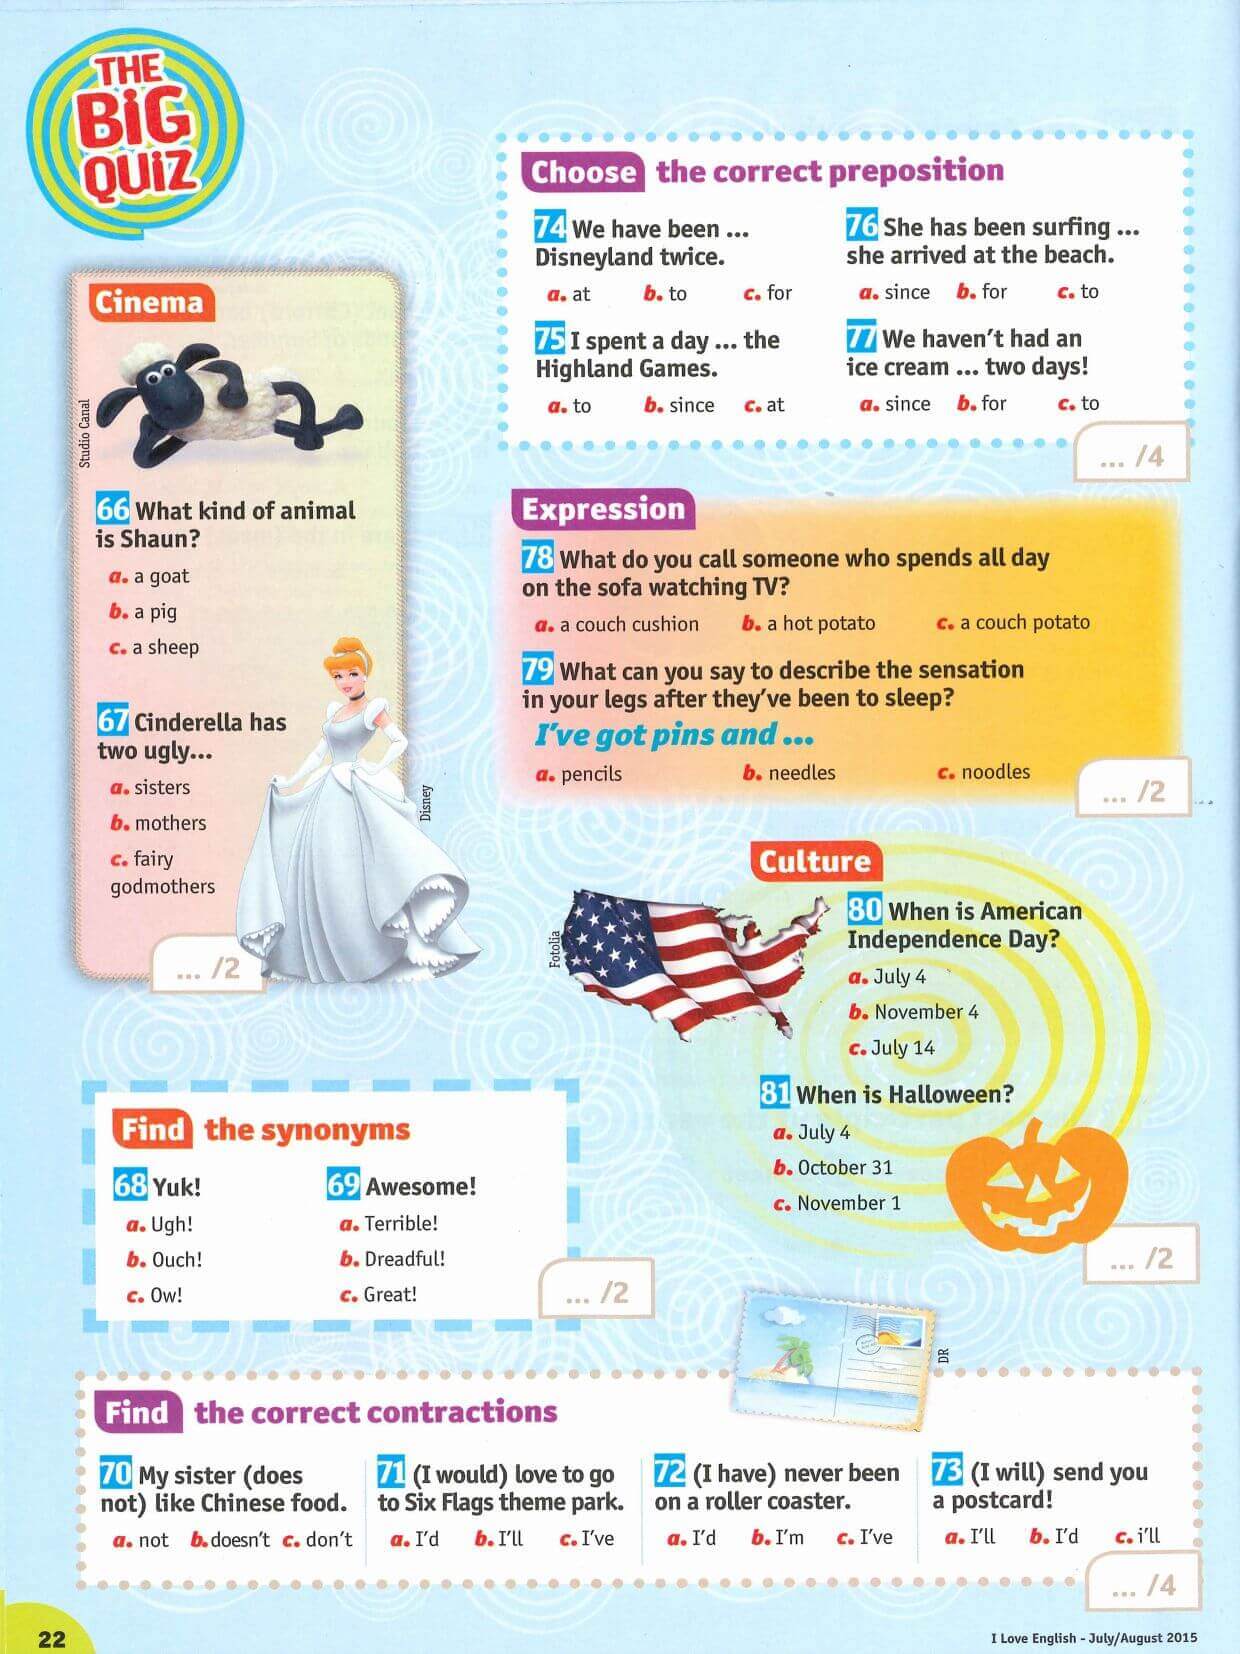 THE
BiG
QUiZ
Cinema
Studio Canal
66 What kind of animal
is Shaun?
a. a goat
b. a pig
c. a sheep
67 Cinderella has
two ugly...
a. sisters
b. mothers
c. fairy
godmothers
Disney
... /2
Find the synonyms
68 Yuk!
a. Ugh!
b. Ouch!
c. Ow!
69 Awesome!
a. Terrible!
b. Dreadful!
c. Great!
... /2
Choose the correct preposition
74 We have been ...
Disneyland twice.
a. at b. to c. for
75 I spent a day ... the
Highland Games.
a. to b. since c. at
76 She has been surfing ...
she arrived at the beach.
a. since b. for c. to
77 We haven't had an
ice cream ... two days!
a. since b. for c. to
... /4
Expression
78 What do you call someone who spends all day
on the sofa watching TV?
a. a couch cushion b. a hot potato c. a couch potato
79 What can you say to describe the sensation
in your legs after they've been to sleep?
I've got pins and ...
a. pencils b. needles c. noodles
... /2
Culture
Fotolia
80 When is American
Independence Day?
a. July 4
b. November 4
c. July 14
81 When is Halloween?
a. July 4
b. October 31
c. November 1
... /2
DR
Find the correct contractions
70 My sister (does
not) like Chinese food.
a. not b. doesn't c. don't
71 (I would) love to go
to Six Flags theme park.
a. I'd b. I'll c. I've
72 (I have) never been
on a roller coaster.
a. I'd b. I'm c. I've
73 (I will) send you
a postcard!
a. I'll b. I'd c. i'll
... /4
22
I Love English - July/August 2015